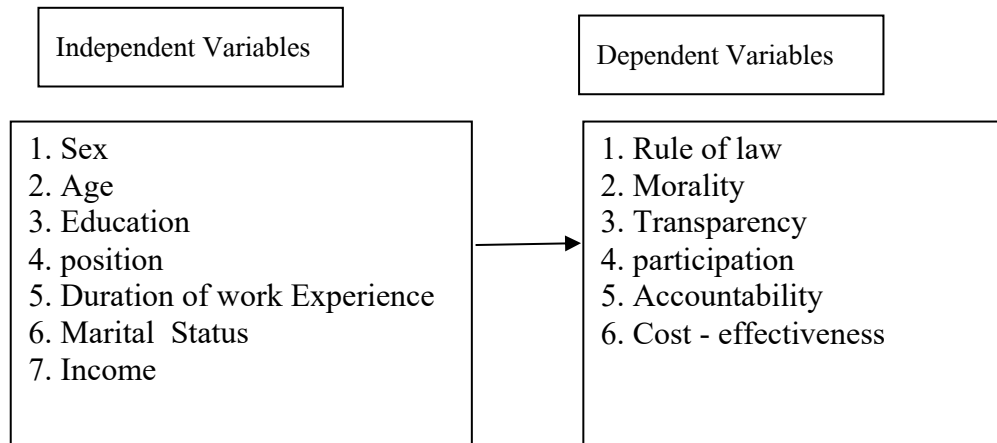 Independent Variables
Dependent Variables
1. Sex
2. Age
3. Education
4. position
5. Duration of work Experience
6. Marital  Status
7. Income
1. Rule of law
2. Morality
3. Transparency
4. participation
5. Accountability
6. Cost - effectiveness